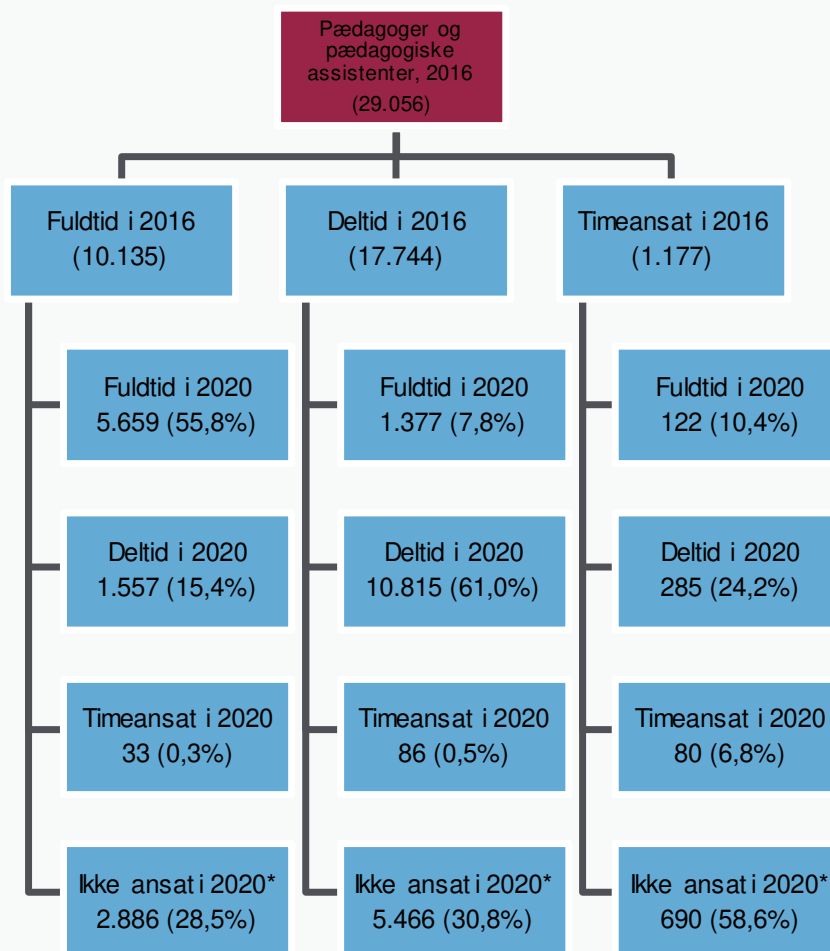 Pædagoger og
pædagogiske
assistenter, 2016
(29.056)
Fuldtid i 2016
(10.135)
Deltid i 2016
(17.744)
Timeansat i 2016
(1.177)
Fuldtid i 2020
5.659 (55,8%)
Fuldtid i 2020
1.377 (7,8%)
Fuldtid i 2020
122 (10,4%)
Deltid i 2020
1.557 (15,4%)
Deltid i 2020
10.815 (61,0%)
Deltid i 2020
285 (24,2%)
Timeansat i 2020
33 (0,3%)
Timeansat i 2020
86 (0,5%)
Timeansat i 2020
80 (6,8%)
Ikke ansat i 2020*
2.886 (28,5%)
Ikke ansat i 2020*
5.466 (30,8%)
Ikke ansat i 2020*
690 (58,6%)